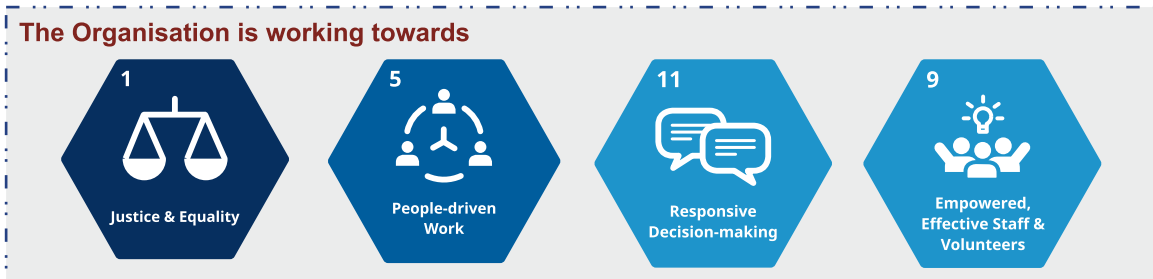 The Organisation is working towards
1
Justice & Equality
5
People-driven
Work
11
Responsive
Decision-making
9
Empowered,
Effective Staff &
Volunteers